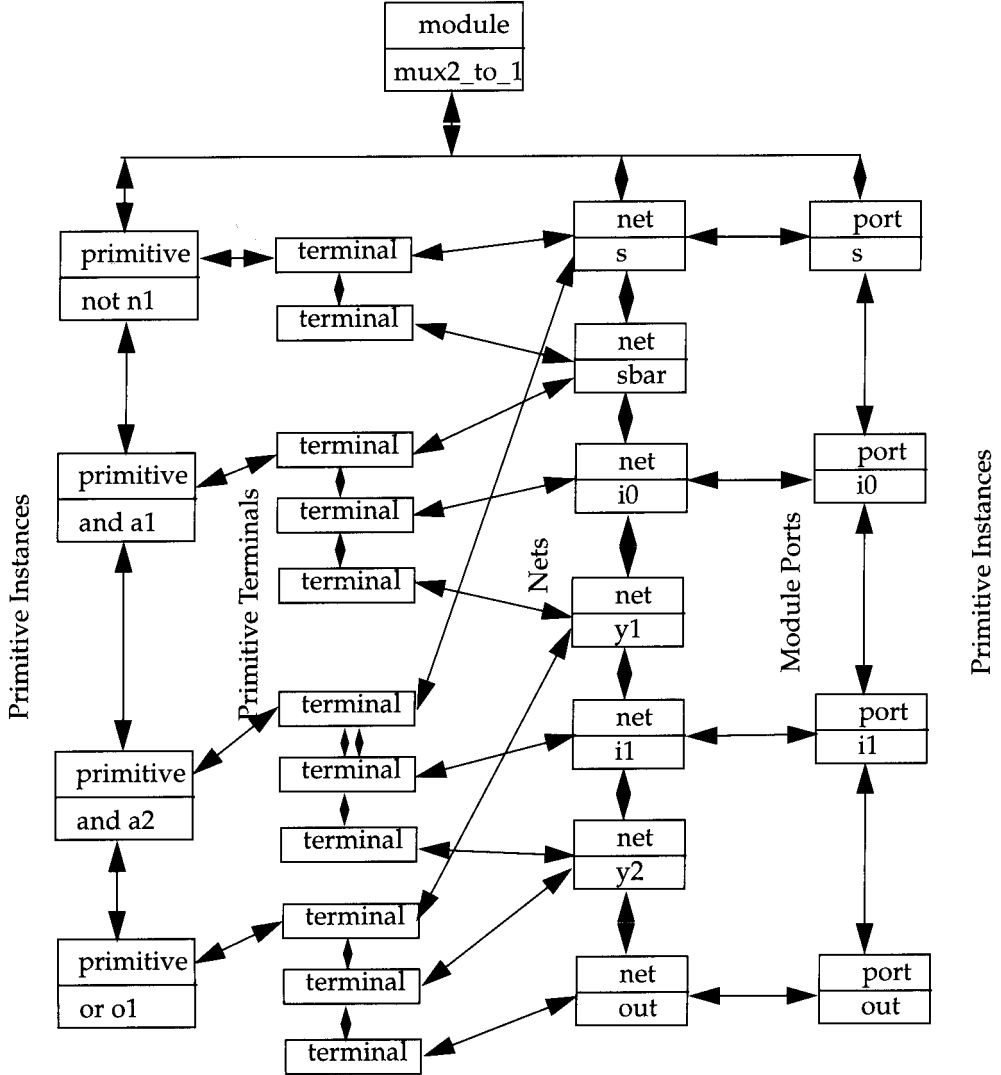 module
mux2_to_1
primitive
not n1
primitive
and a1
primitive
and a2
primitive
or o1
Primitive Instances
terminal
terminal
terminal
terminal
terminal
terminal
terminal
terminal
terminal
terminal
terminal
Primitive Terminals
net
s
net
sbar
net
i0
net
y1
net
i1
net
y2
net
out
Nets
port
s
port
i0
port
i1
port
out
Module Ports
Primitive Instances